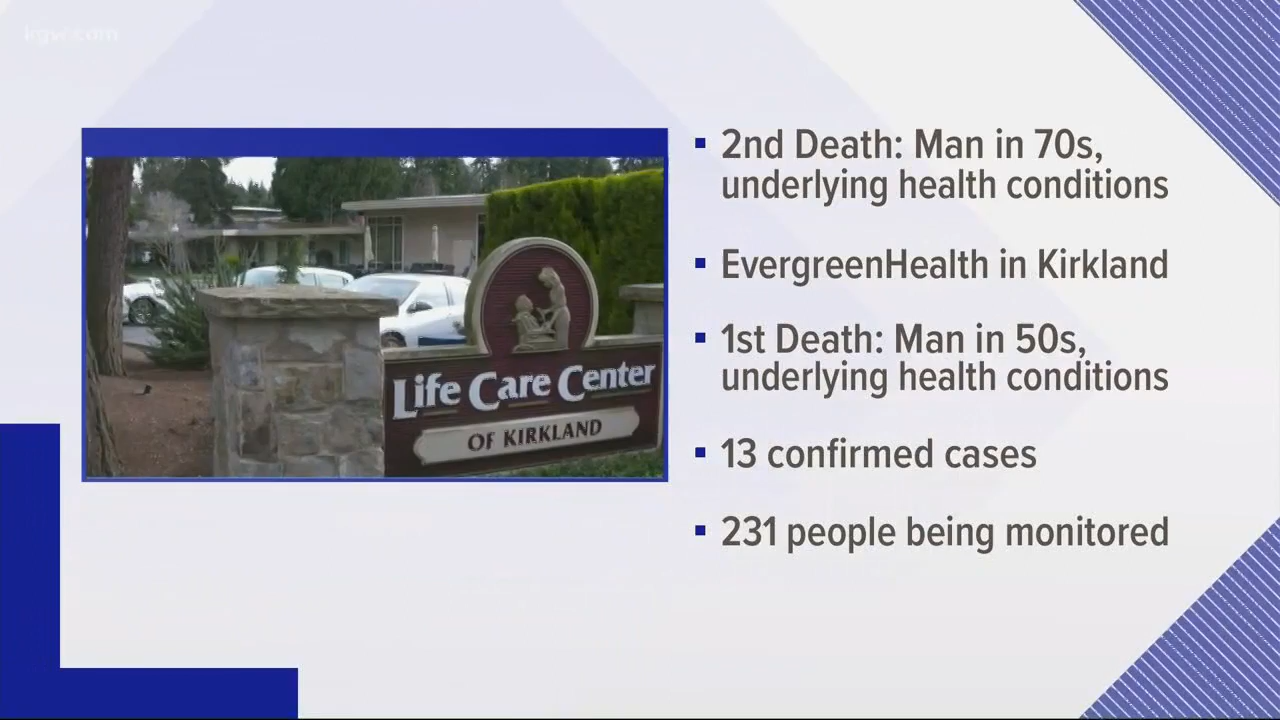 kgw.com
2nd Death: Man in 70s,
underlying health conditions
EvergreenHealth in Kirkland
1st Death: Man in 50s,
underlying health conditions
13 confirmed cases
231 people being monitored
Life Care Center
OF KIRKLAND